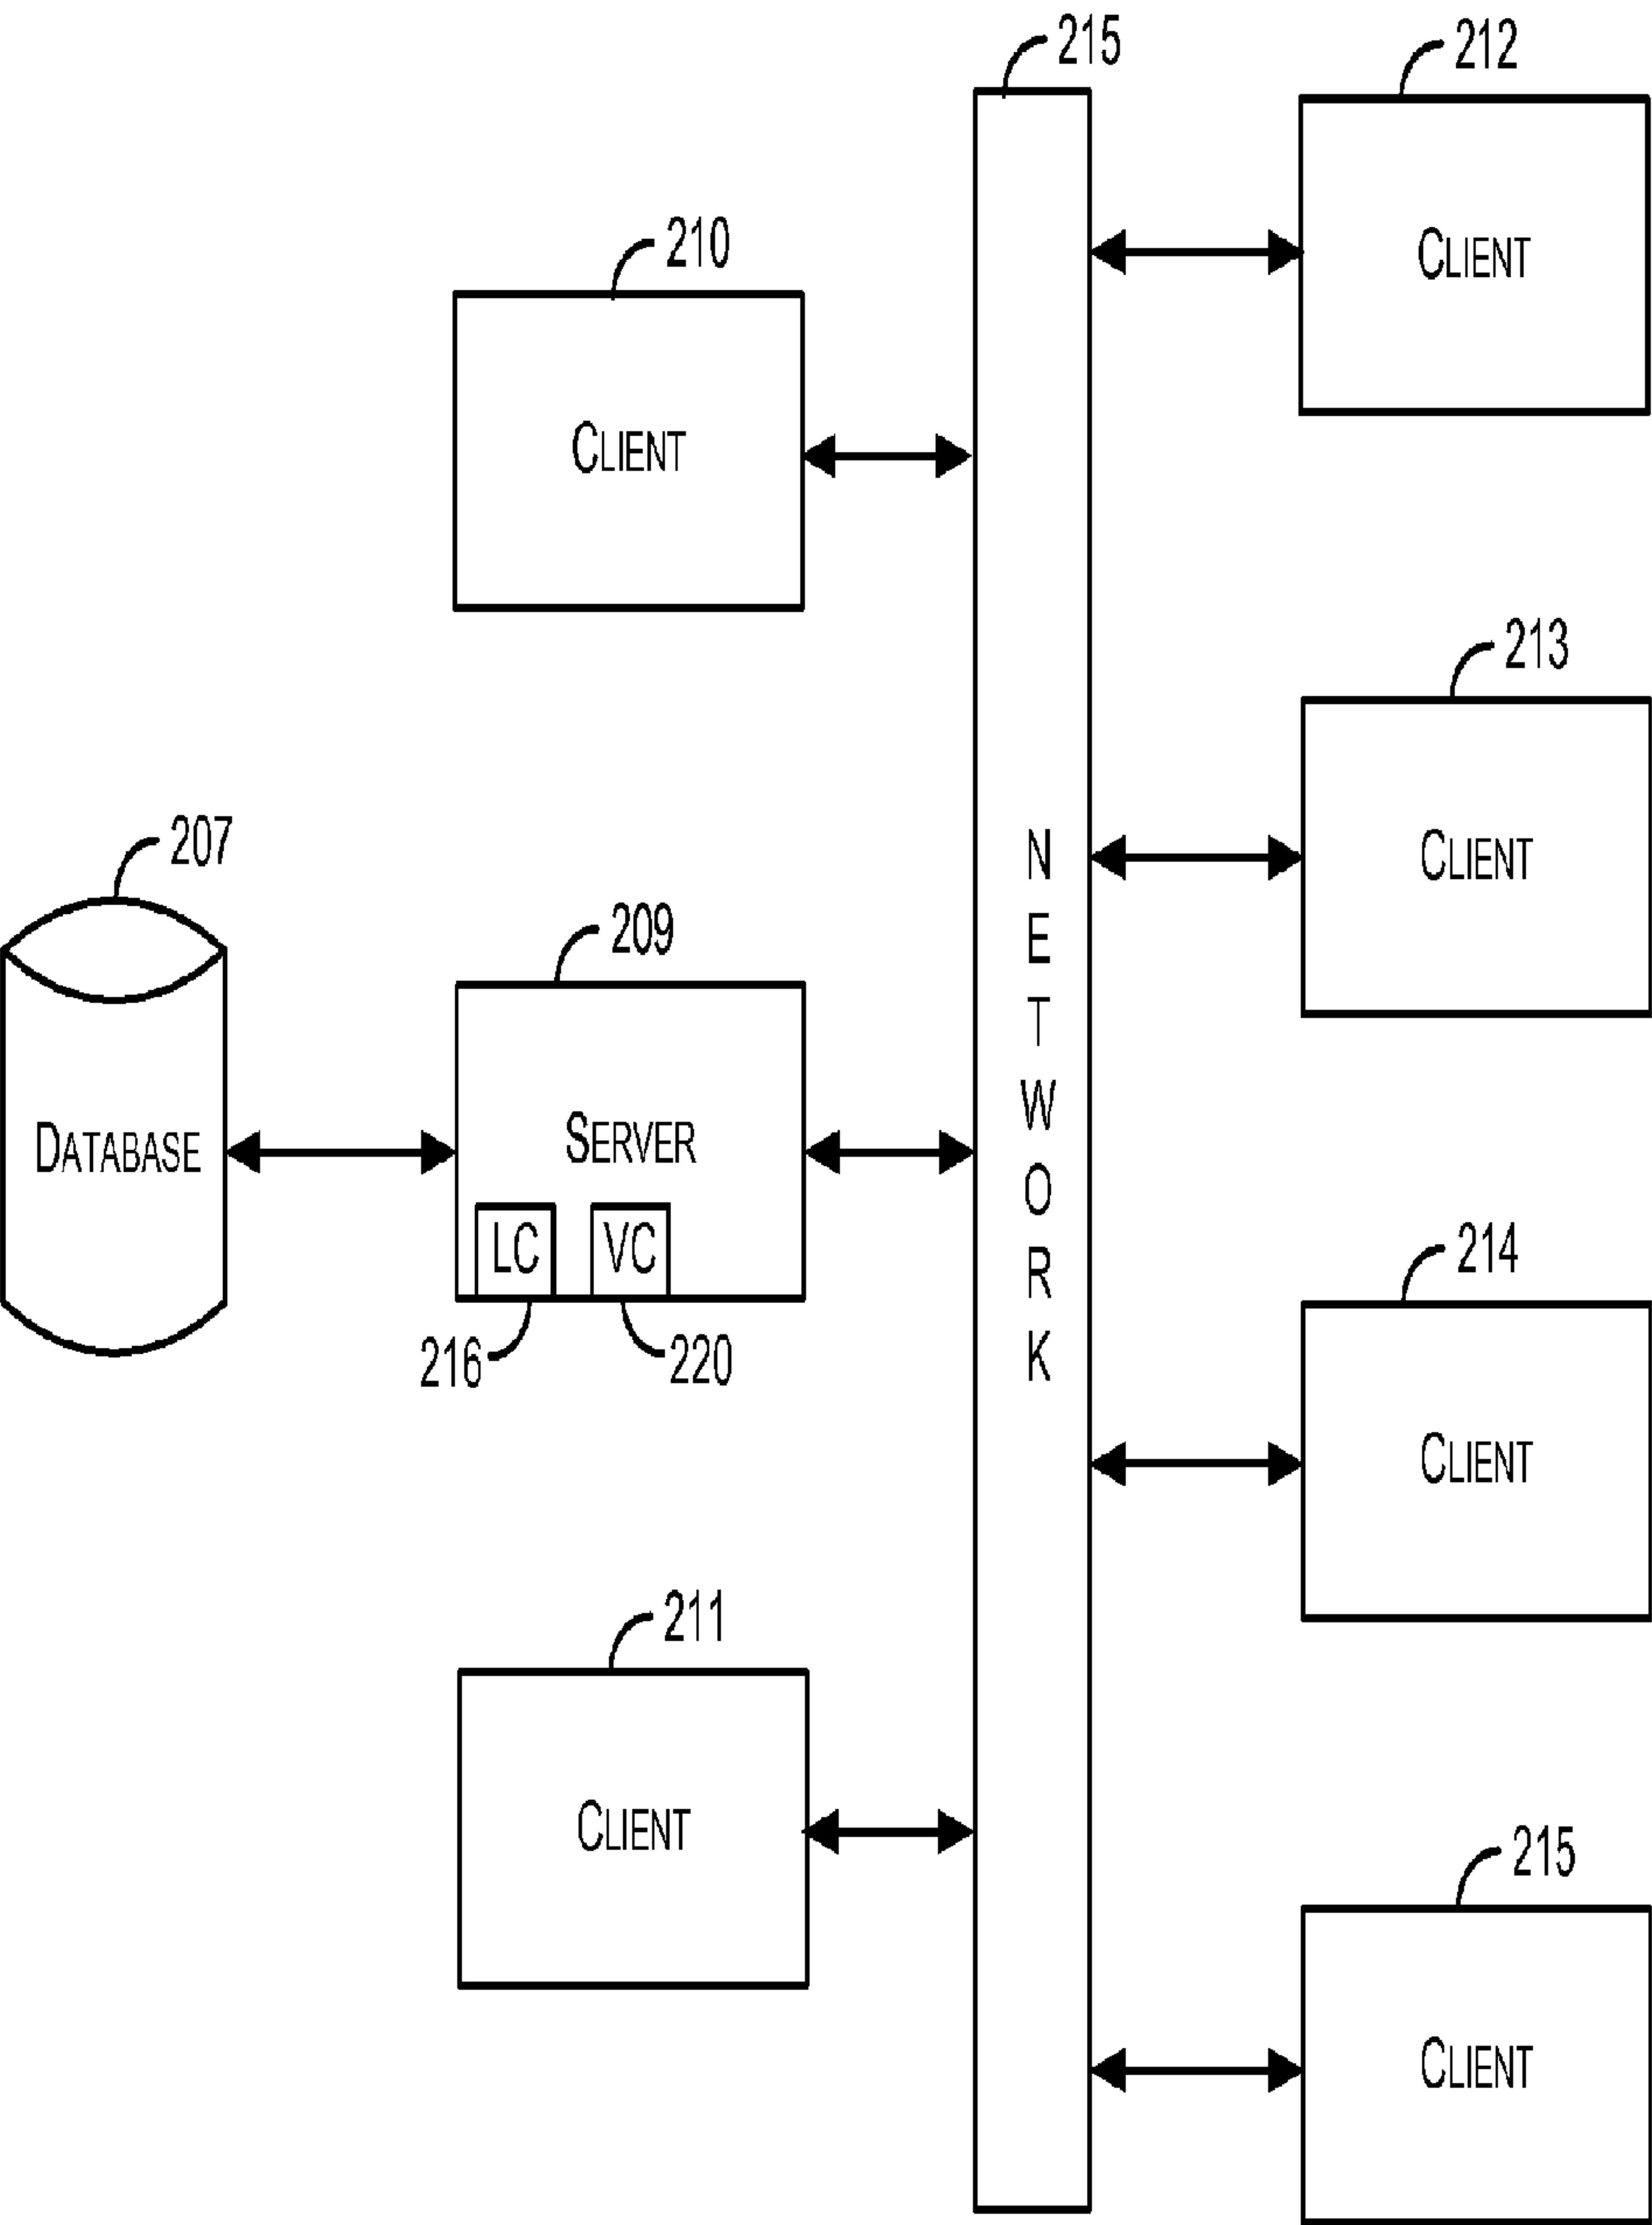 215
212
210
CLIENT
CLIENT
213
207
209
CLIENT
NETWORK
DATABASE
SERVER
LC
VC
214
216
220
CLIENT
211
CLIENT
215
CLIENT